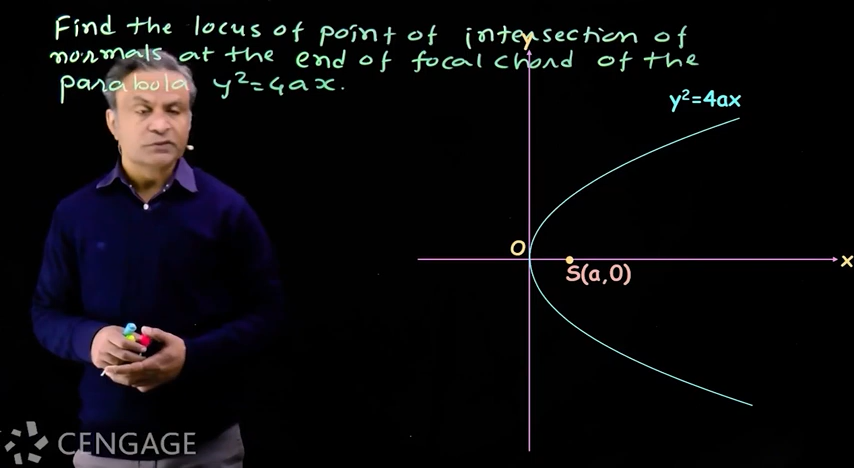 Find the locus of point of intersection of
normals at the end of focal chord of the
parabola y²=4ax.
y
y²=4ax
O
x
S(a,0)
CENGAGE